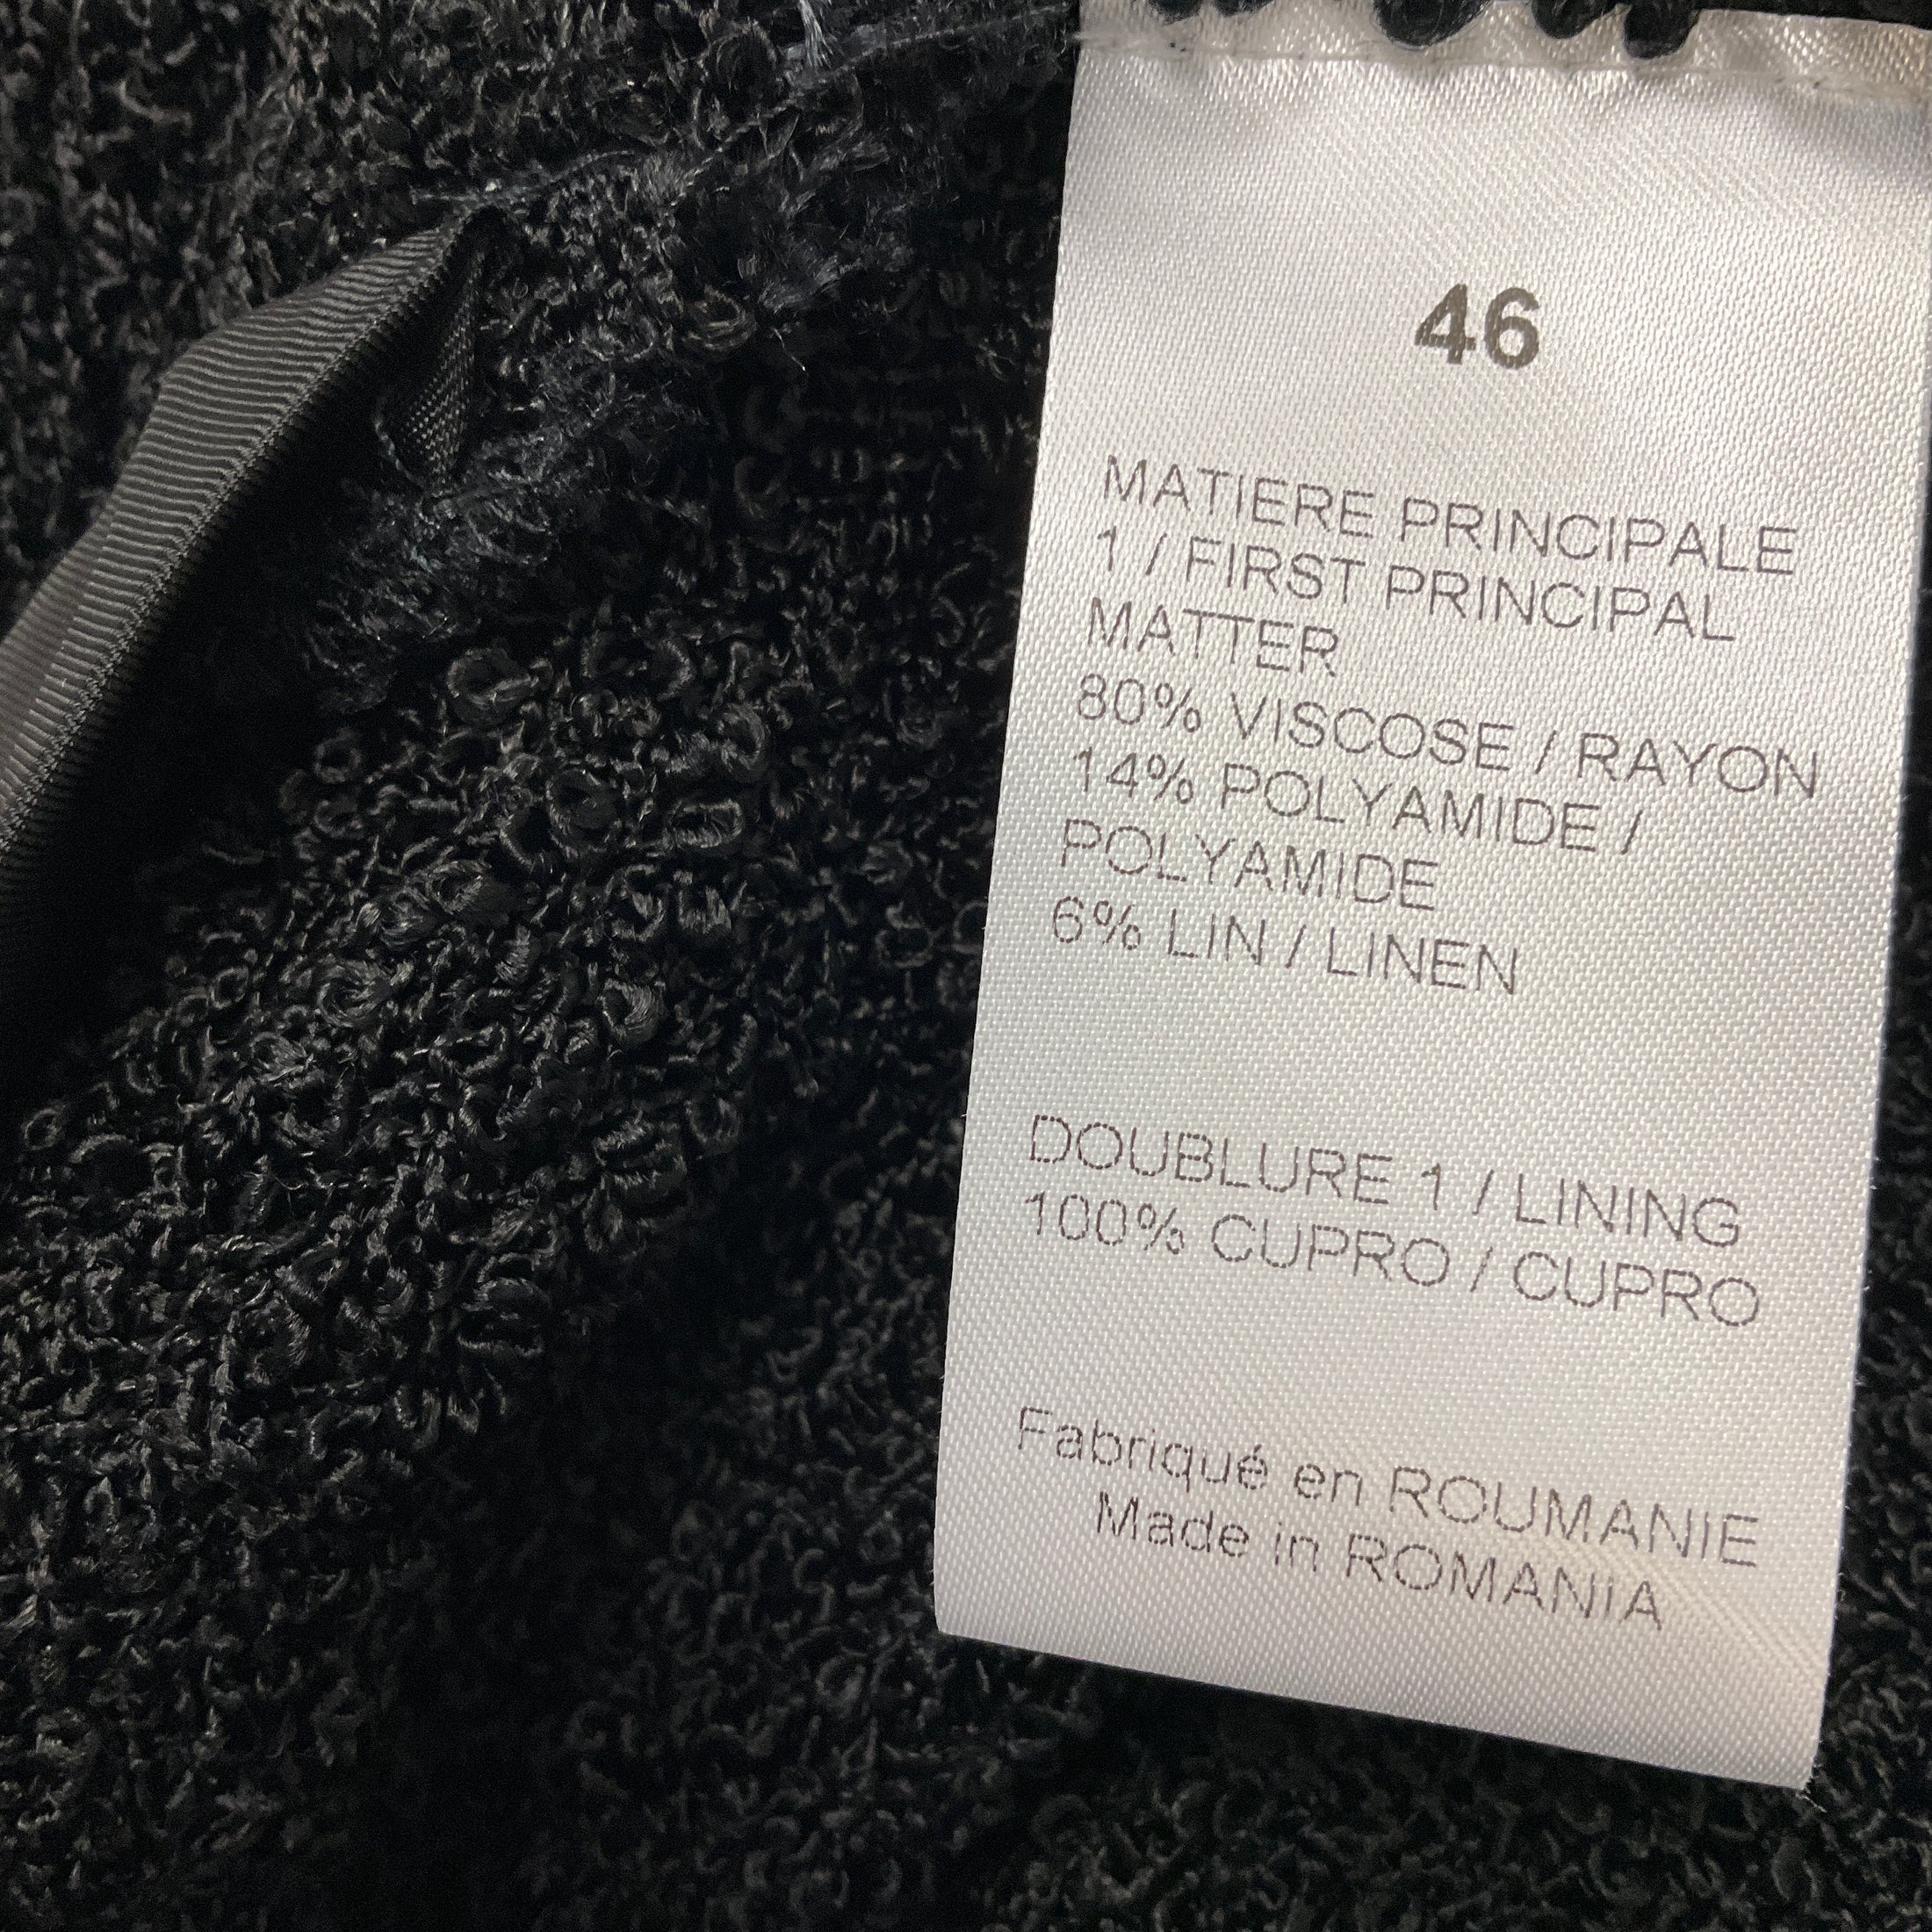 46
MATIERE PRINCIPALE
1 / FIRST PRINCIPAL
MATTER
80% VISCOSE / RAYON
14% POLYAMIDE /
POLYAMIDE
6% LIN / LINEN
DOUBLURE 1 / LINING
100% CUPRO / CUPRO
Fabriqué en ROUMANIE
Made in ROMANIA